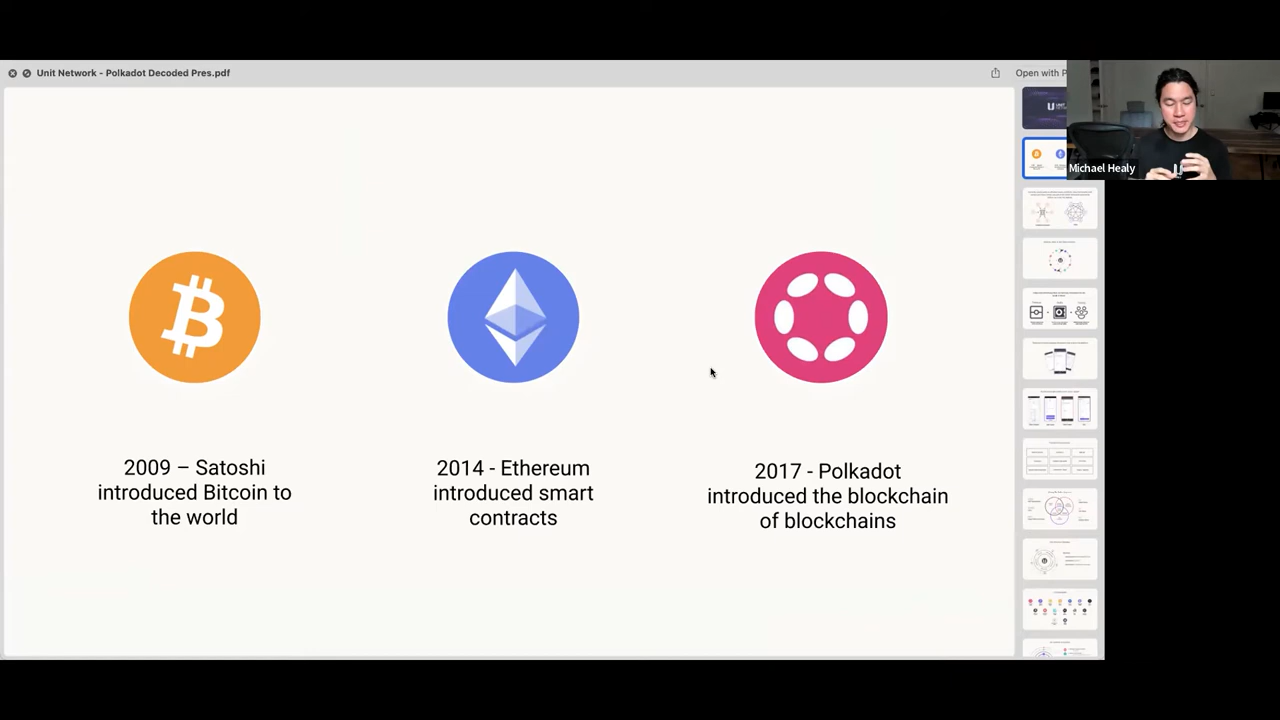 Unit Network - Polkadot Decoded Pres.pdf
Open with P
Michael Healy
2009 – Satoshi
introduced Bitcoin to
the world
2014 - Ethereum
introduced smart
contracts
2017 - Polkadot
introduced the blockchain
of blockchains
UNIT